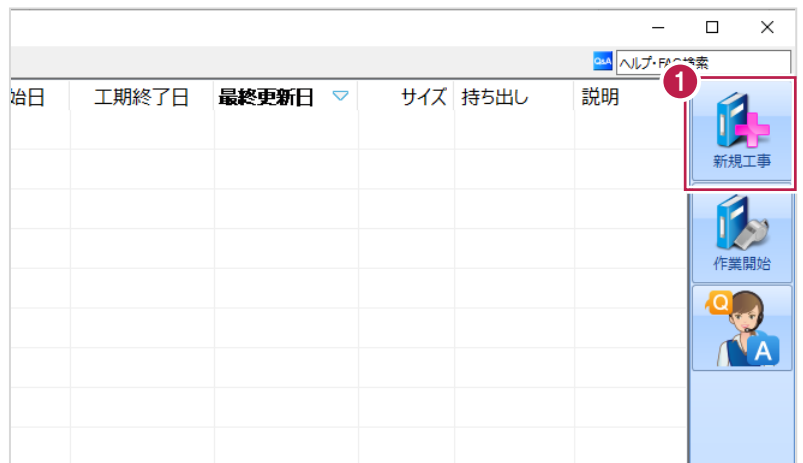 Q&A ヘルプ・FAQ検索
始日 工期終了日 最終更新日 サイズ 持ち出し 説明
1
新規工事
作業開始
Q
A